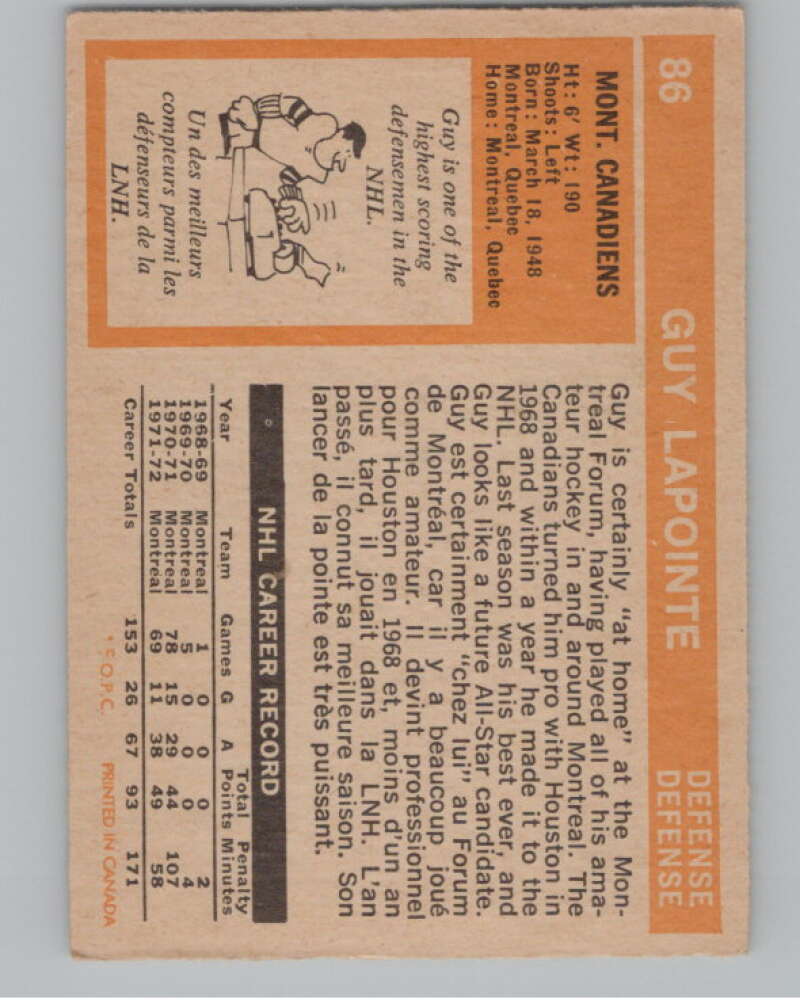 86 GUY LAPOINTE DEFENSE
DEFENSE
MONT. CANADIENS
Ht: 6' Wt: 190
Shoots: Left
Born: March 18, 1948
Montreal, Quebec
Home: Montreal, Quebec
Guy is one of the
highest scoring
defensemen in the
NHL.
Un des meilleurs
compteurs parmi les
défenseurs de la
LNH.
Guy is certainly "at home" at the Mon-
treal Forum, having played all of his ama-
teur hockey in and around Montreal. The
Canadians turned him pro with Houston in
1968 and within a year he made it to the
NHL. Last season was his best ever, and
Guy looks like a future All-Star candidate.
Guy est certainment "chez lui" au Forum
de Montréal, car il y a beaucoup joué
comme amateur. Il devint professionnel
pour Houston en 1968 et, moins d'un an
plus tard, il jouait dans la LNH. L'an
passé, il connut sa meilleure saison. Son
lancer de la pointe est très puissant.
NHL CAREER RECORD
Total Penalty
Year Team Games G A Points Minutes
1968-69 Montreal 1 0 0 0 2
1969-70 Montreal 5 0 0 0 4
1970-71 Montreal 78 15 29 44 107
1971-72 Montreal 69 11 38 49 58
Career Totals 153 26 67 93 171
* © O.P.C. PRINTED IN CANADA